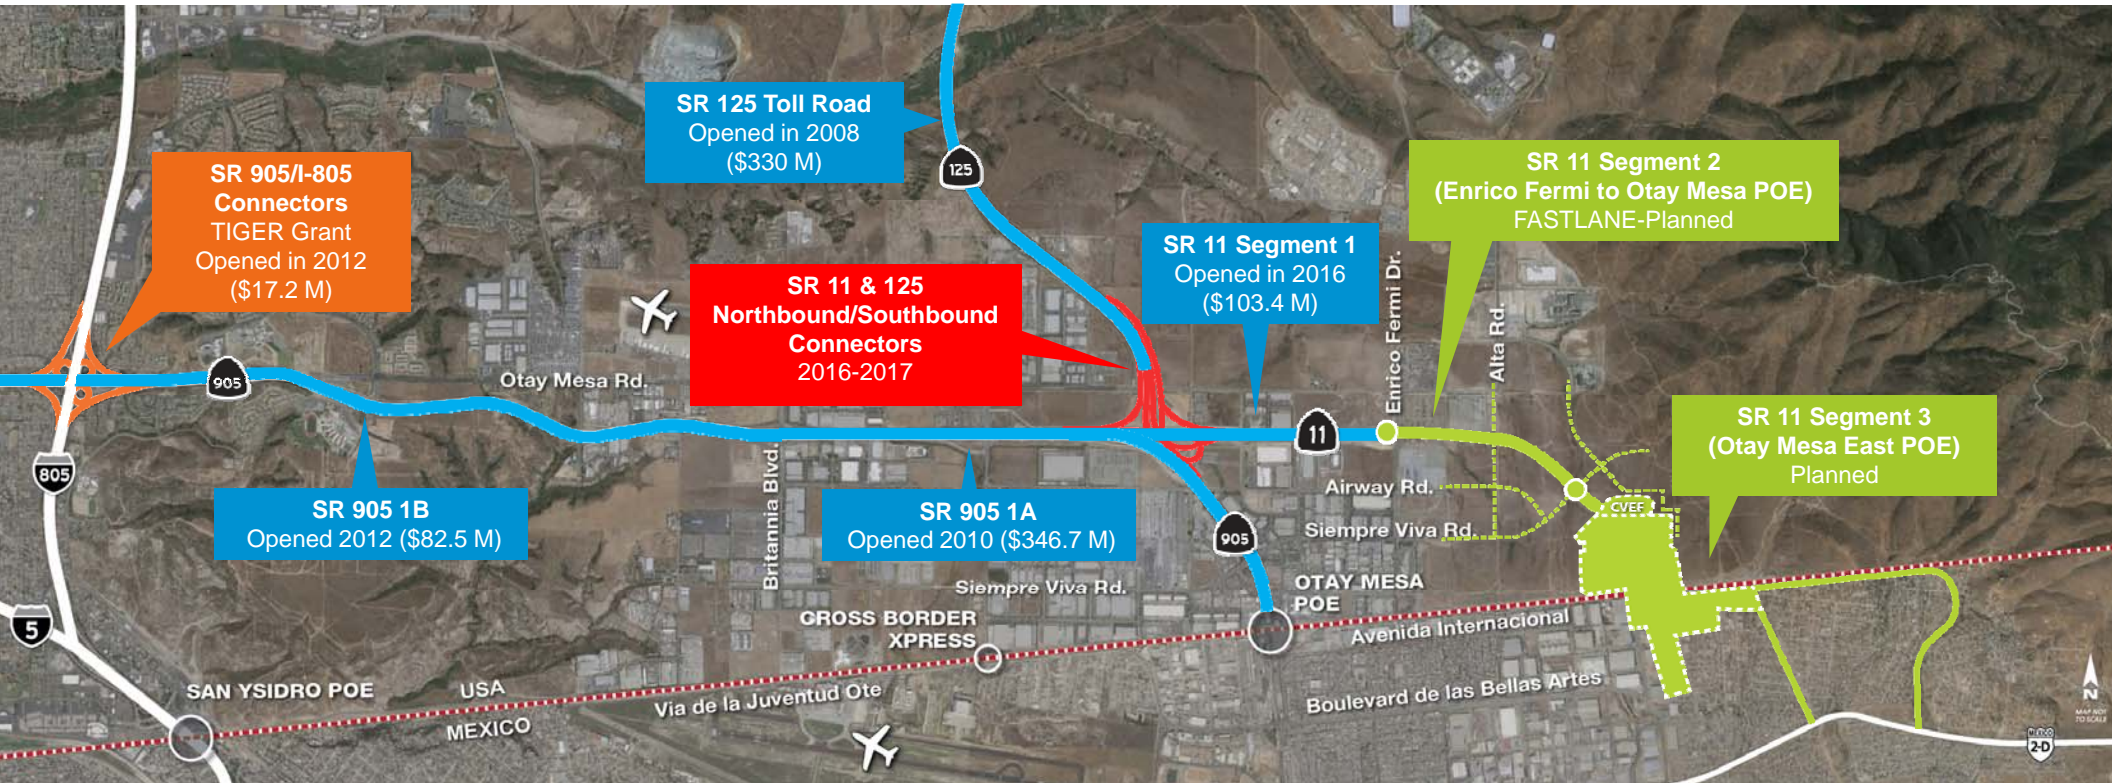 SR 125 Toll Road
Opened in 2008
($330 M)
125
SR 905/I-805
Connectors
TIGER Grant
Opened in 2012
($17.2 M)
SR 11 Segment 2
(Enrico Fermi to Otay Mesa POE)
FASTLANE-Planned
SR 11 & 125
Northbound/Southbound
Connectors
2016-2017
SR 11 Segment 1
Opened in 2016
($103.4 M)
Enrico Fermi Dr.
Alta Rd.
905
Otay Mesa Rd.
11
SR 11 Segment 3
(Otay Mesa East POE)
Planned
805
Britannia Blvd.
SR 905 1B
Opened 2012 ($82.5 M)
SR 905 1A
Opened 2010 ($346.7 M)
Airway Rd.
Siempre Viva Rd.
CVEF
905
Siempre Viva Rd.
OTAY MESA
POE
5
CROSS BORDER
XPRESS
Avenida Internacional
SAN YSIDRO POE
USA
MEXICO
Via de la Juventud Ote
Boulevard de las Bellas Artes
N
MAP NOT
TO SCALE
MEXICO
2-D